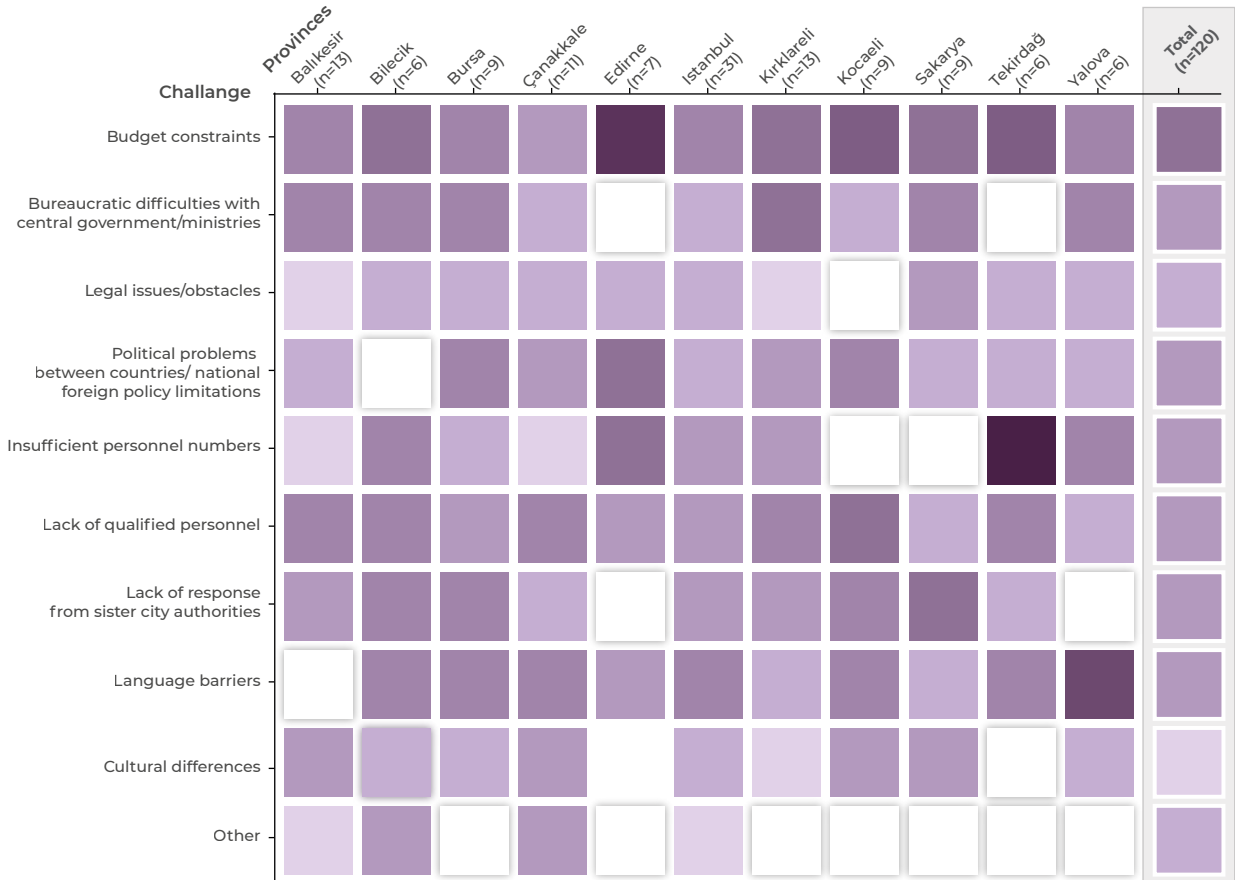 Provinces
Balıkesir
(n=13)
Bilecik
(n=6)
Bursa
(n=9)
Çanakkale
(n=11)
Edirne
(n=7)
Istanbul
(n=31)
Kırklareli
(n=13)
Kocaeli
(n=9)
Sakarya
(n=9)
Tekirdağ
(n=6)
Yalova
(n=6)
Total
(n=120)
Challange
Budget constraints
Bureaucratic difficulties with
central government/ministries
Legal issues/obstacles
Political problems
between countries/ national
foreign policy limitations
Insufficient personnel numbers
Lack of qualified personnel
Lack of response
from sister city authorities
Language barriers
Cultural differences
Other